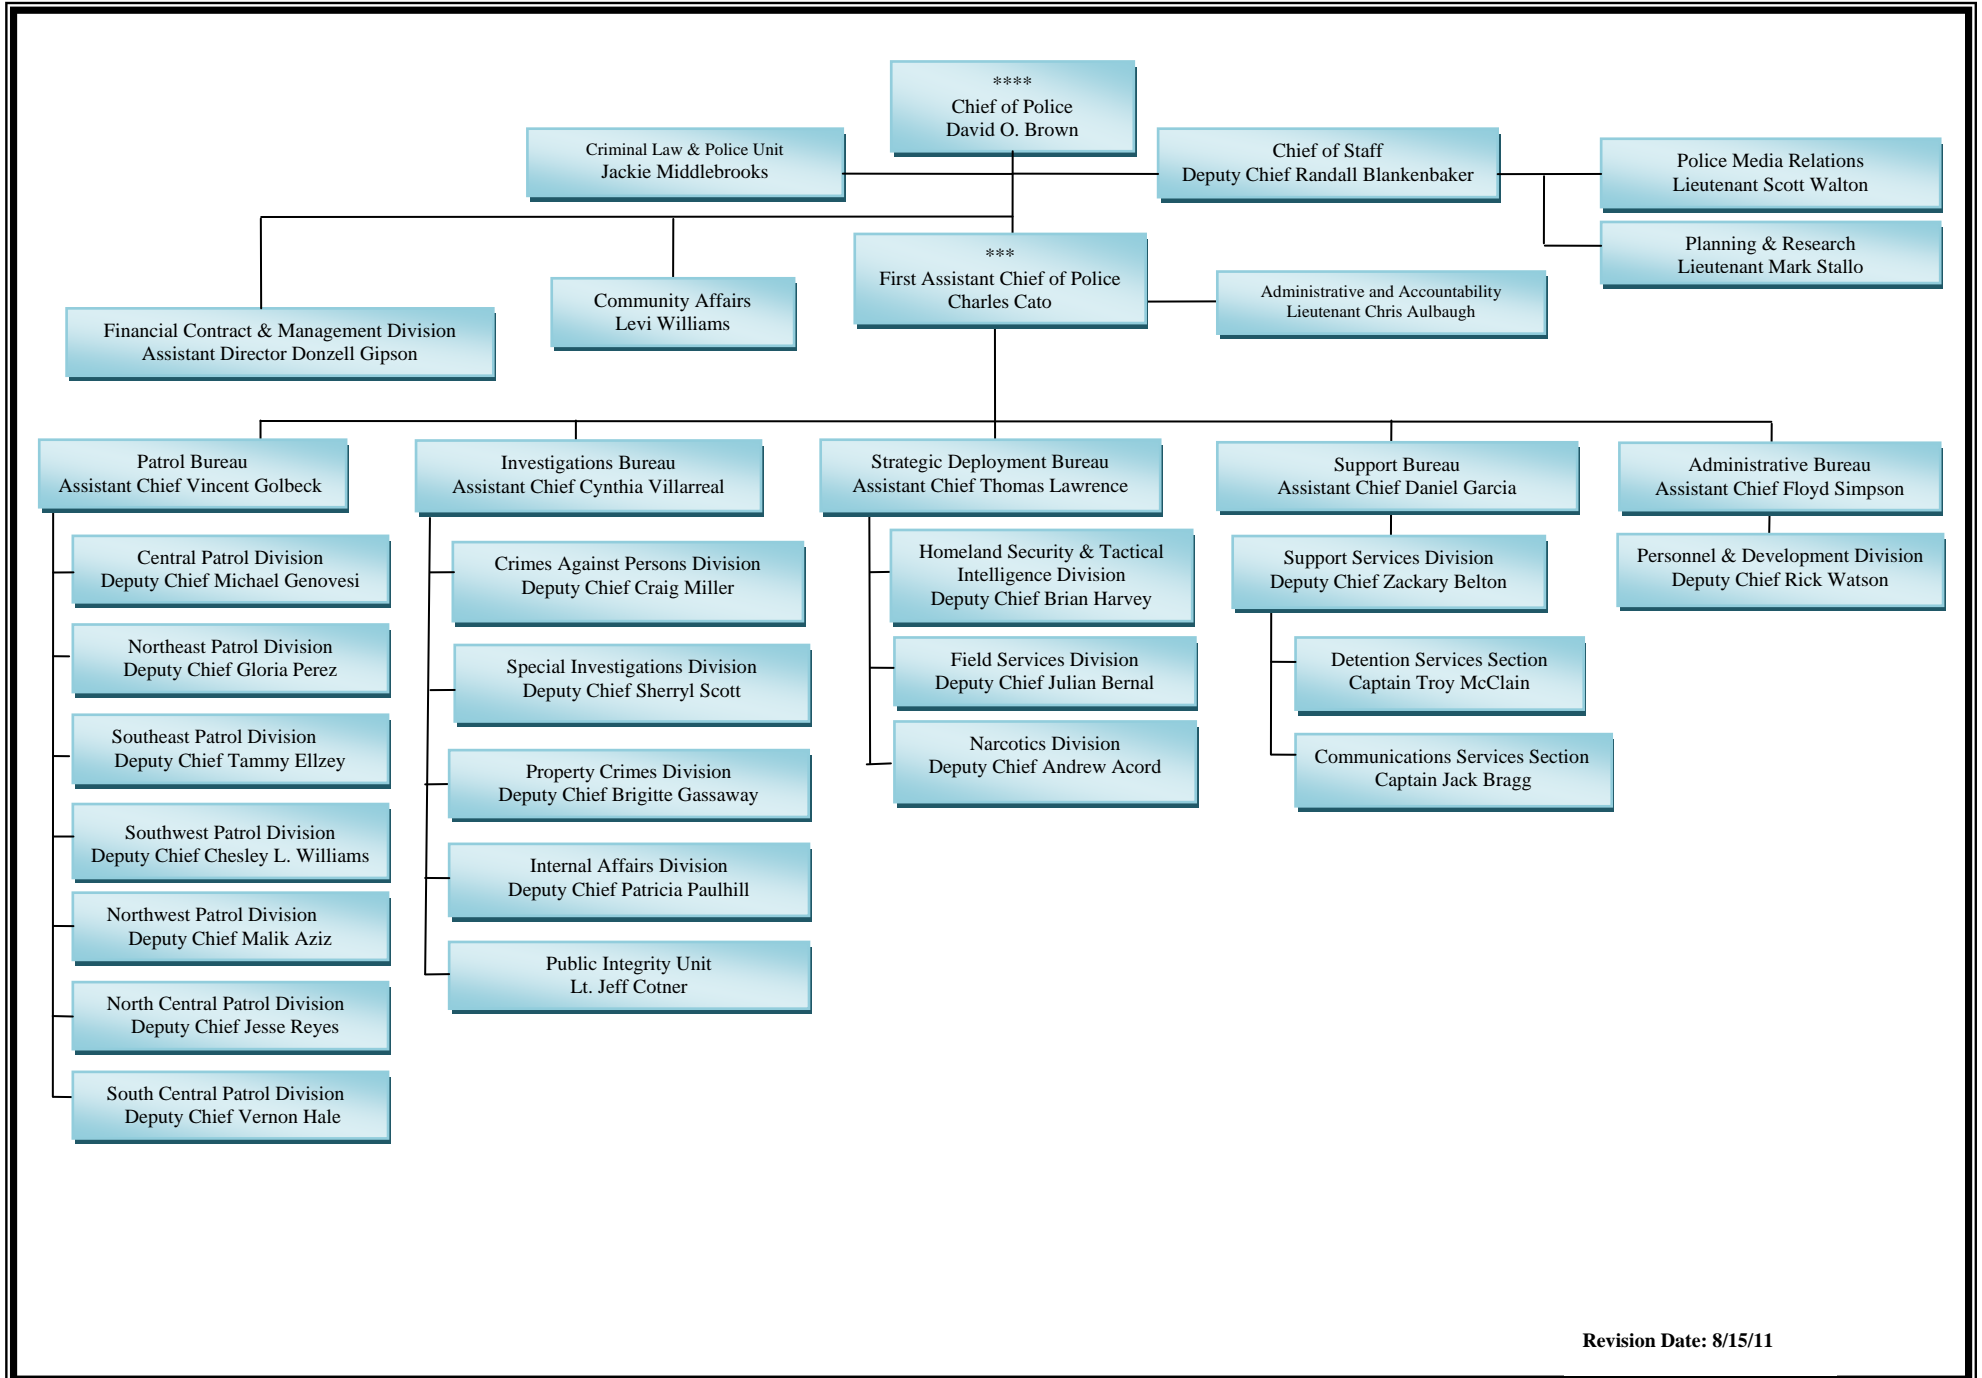 ****
Chief of Police
David O. Brown
Criminal Law & Police Unit
Jackie Middlebrooks
Chief of Staff
Deputy Chief Randall Blankenbaker
Police Media Relations
Lieutenant Scott Walton
Planning & Research
Lieutenant Mark Stallo
***
First Assistant Chief of Police
Charles Cato
Administrative and Accountability
Lieutenant Chris Aulbaugh
Community Affairs
Levi Williams
Financial Contract & Management Division
Assistant Director Donzell Gipson
Patrol Bureau
Assistant Chief Vincent Golbeck
Central Patrol Division
Deputy Chief Michael Genovesi
Northeast Patrol Division
Deputy Chief Gloria Perez
Southeast Patrol Division
Deputy Chief Tammy Ellzey
Southwest Patrol Division
Deputy Chief Chesley L. Williams
Northwest Patrol Division
Deputy Chief Malik Aziz
North Central Patrol Division
Deputy Chief Jesse Reyes
South Central Patrol Division
Deputy Chief Vernon Hale
Investigations Bureau
Assistant Chief Cynthia Villarreal
Crimes Against Persons Division
Deputy Chief Craig Miller
Special Investigations Division
Deputy Chief Sherryl Scott
Property Crimes Division
Deputy Chief Brigitte Gassaway
Internal Affairs Division
Deputy Chief Patricia Paulhill
Public Integrity Unit
Lt. Jeff Cotner
Strategic Deployment Bureau
Assistant Chief Thomas Lawrence
Homeland Security & Tactical
Intelligence Division
Deputy Chief Brian Harvey
Field Services Division
Deputy Chief Julian Bernal
Narcotics Division
Deputy Chief Andrew Acord
Support Bureau
Assistant Chief Daniel Garcia
Support Services Division
Deputy Chief Zackary Belton
Detention Services Section
Captain Troy McClain
Communications Services Section
Captain Jack Bragg
Administrative Bureau
Assistant Chief Floyd Simpson
Personnel & Development Division
Deputy Chief Rick Watson
Revision Date: 8/15/11